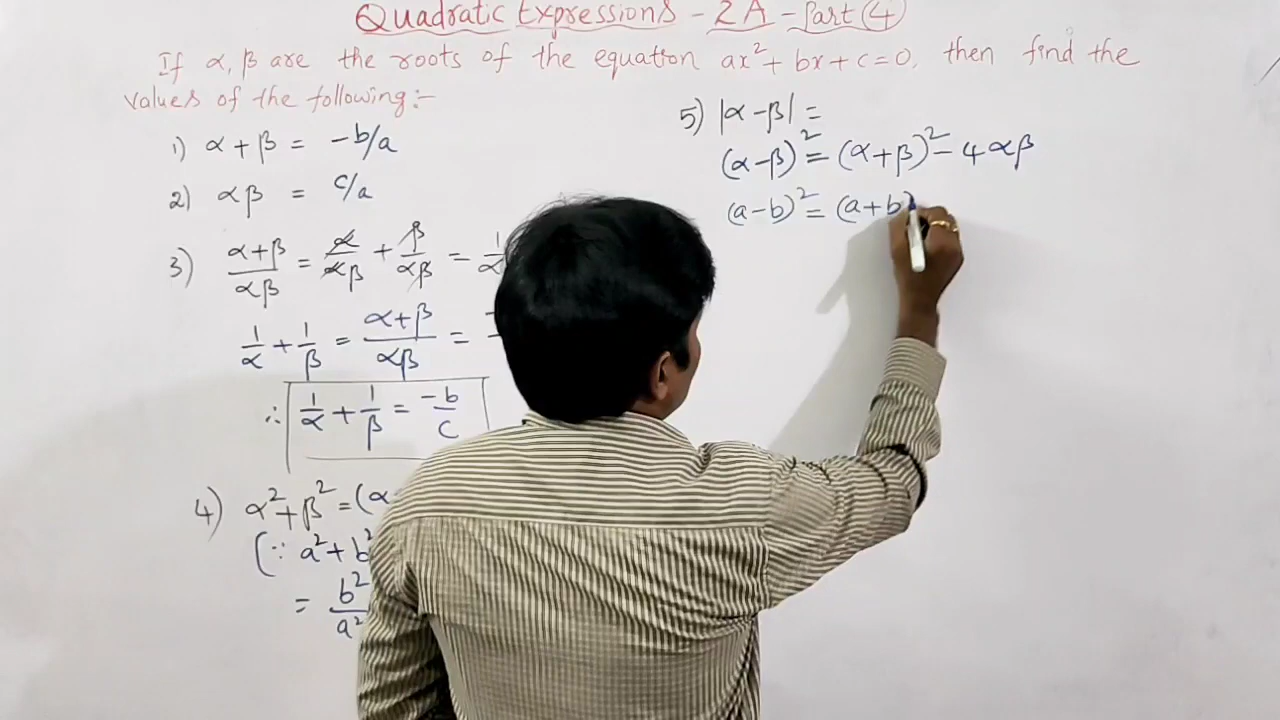 Quadratic Expressions - 2A - Part (4)
If α, β are the roots of the equation ax² + bx + c = 0, then find the
values of the following:-
1) α + β = -b/a
2) αβ = c/a
3) (α+β)/(αβ) = α/(αβ) + β/(αβ) = 1/α
1/α + 1/β = (α+β)/(αβ) =
∴ 1/α + 1/β = -b/c
4) α² + β² = (α
(∵ a² + b²
= b²/a²
5) |α - β| =
(α - β)² = (α + β)² - 4αβ
(a - b)² = (a + b)